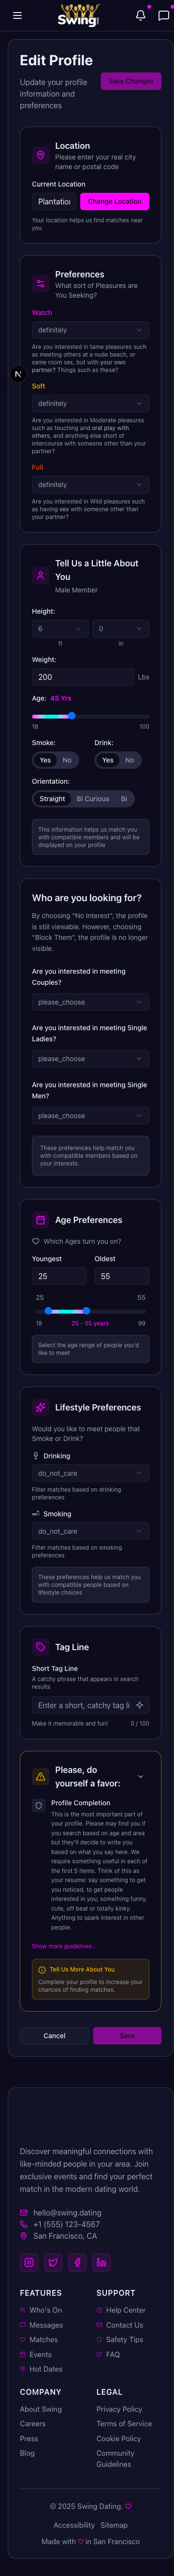 Swing
Edit Profile
Update your profile
information and
preferences
Save Changes
Location
Please enter your real city
name or postal code
Current Location
Plantation
Change Location
Your location helps us find matches near
you
Preferences
What sort of Pleasures are
You Seeking?
Watch
definitely
Are you interested in tame pleasures such
as meeting others at a nude beach, or
same room sex, but with your own
partner? Things such as these?
Soft
definitely
Are you interested in Moderate pleasures
such as touching and oral play with
others, and anything else short of
intercourse with someone other than your
partner?
Full
definitely
Are you interested in Wild pleasures such
as having sex with someone other than
your partner?
N
Tell Us a Little About
You
Male Member
Height:
6
0
ft
in
Weight:
200
Lbs
Age: 45 Yrs
18
100
Smoke:
Drink:
Yes No
Yes No
Orientation:
Straight Bi Curious Bi
This information helps us match you with
compatible members and will be
displayed on your profile
Who are you looking for?
By choosing "No Interest", the profile
is still viewable. However, choosing
"Block Them", the profile is no longer
visible.
Are you interested in meeting
Couples?
please_choose
Are you interested in meeting Single
Ladies?
please_choose
Are you interested in meeting Single
Men?
please_choose
These preferences help match you
with compatible members based on
your interests.
Age Preferences
Which Ages turn you on?
Youngest
Oldest
25
55
25
55
18
25 - 55 years
99
Select the age range of people you'd
like to meet
Lifestyle Preferences
Would you like to meet people that
Smoke or Drink?
Drinking
do_not_care
Filter matches based on drinking
preferences
Smoking
do_not_care
Filter matches based on smoking
preferences
These preferences help us match you
with compatible people based on
lifestyle choices
Tag Line
Short Tag Line
A catchy phrase that appears in search
results
Enter a short, catchy tag li
Make it memorable and fun!
0 / 100
Please, do
yourself a favor:
Profile Completion
This is the most important part of
your profile. Please may find you if
you search based on age and area
but they'll decide to write you
based on what you say here. We
require something useful in each of
the first 5 items. Think of this as
your resume: say something to get
you noticed, to get people
interested in you; something funny,
cute, off beat or totally kinky.
Anything to spark interest in other
people.
Show more guidelines...
Tell Us More About You
Complete your profile to increase your
chances of finding matches.
Cancel
Save
Discover meaningful connections with
like-minded people in your area. Join
exclusive events and find your perfect
match in the modern dating world.
hello@swing.dating
+1 (555) 123-4567
San Francisco, CA
FEATURES
SUPPORT
Who's On
Help Center
Messages
Contact Us
Matches
Safety Tips
Events
FAQ
Hot Dates
COMPANY
LEGAL
About Swing
Privacy Policy
Careers
Terms of Service
Press
Cookie Policy
Blog
Community
Guidelines
© 2025 Swing Dating.
Accessibility Sitemap
Made with ♡ in San Francisco